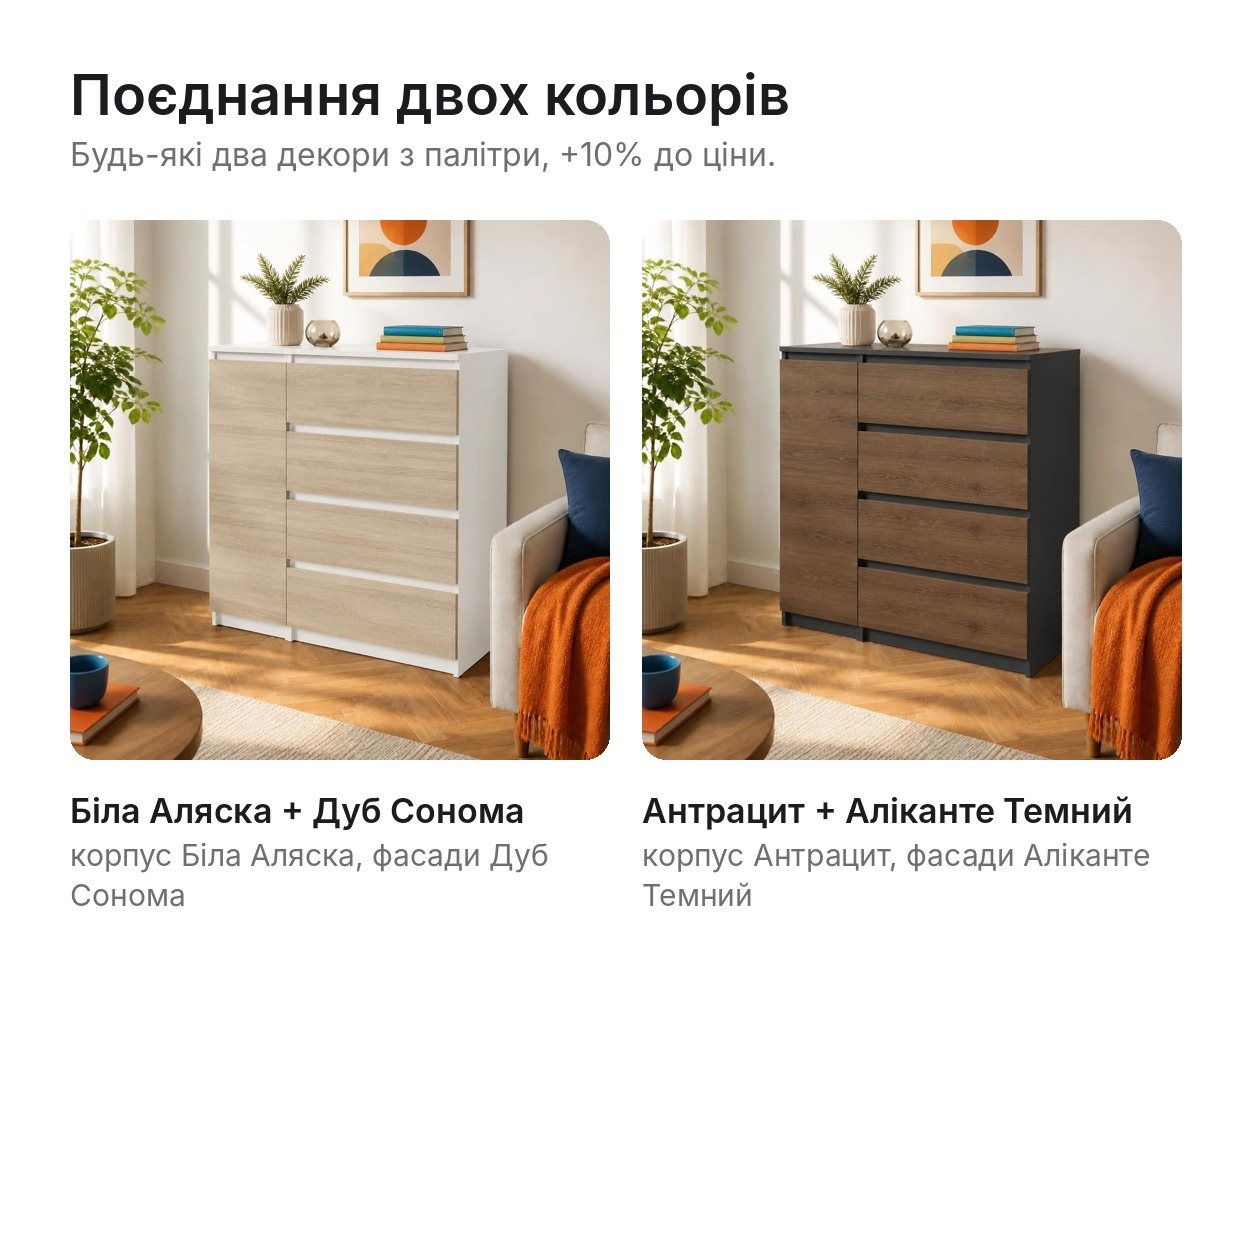 Поєднання двох кольорів
Будь-які два декори з палітри, +10% до ціни.
Біла Аляска + Дуб Сонома
корпус Біла Аляска, фасади Дуб
Сонома
Антрацит + Аліканте Темний
корпус Антрацит, фасади Аліканте
Темний